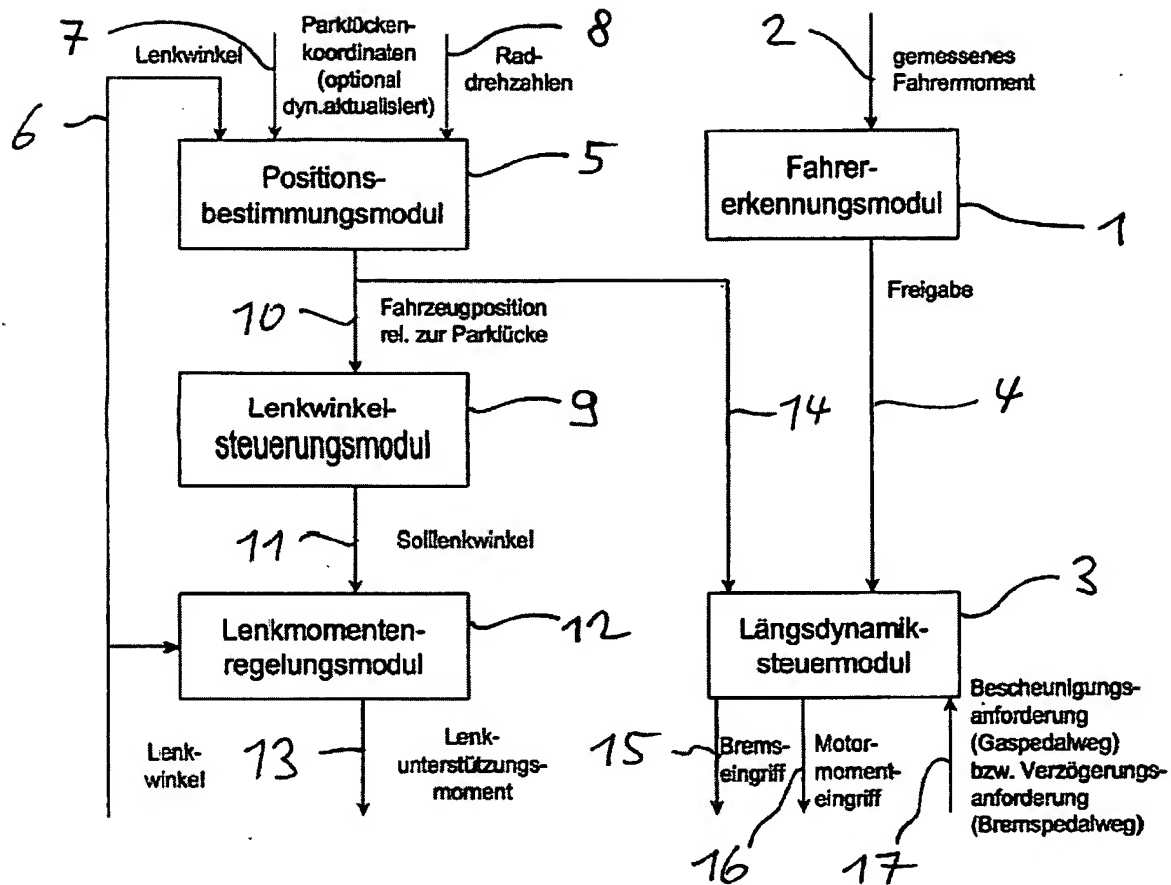 7
Lenkwinkel
Parklücken-
koordinaten
(optional
dyn.aktualisiert)
8
Rad-
drehzahlen
2
gemessenes
Fahrermoment
6
Positions-
bestimmungsmodul
5
Fahrer-
erkennungsmodul
1
10
Fahrzeugposition
rel. zur Parklücke
Freigabe
Lenkwinkel-
steuerungsmodul
9
14
4
11
Solllenkwinkel
Lenkmomenten-
regelungsmodul
12
Längsdynamik-
steuermodul
3
Lenk-
winkel
13
Lenk-
unterstützungs-
moment
15
Brems-
eingriff
Motor-
moment-
eingriff
16
17
Bescheunigungs-
anforderung
(Gaspedalweg)
bzw. Verzögerungs-
anforderung
(Bremspedalweg)